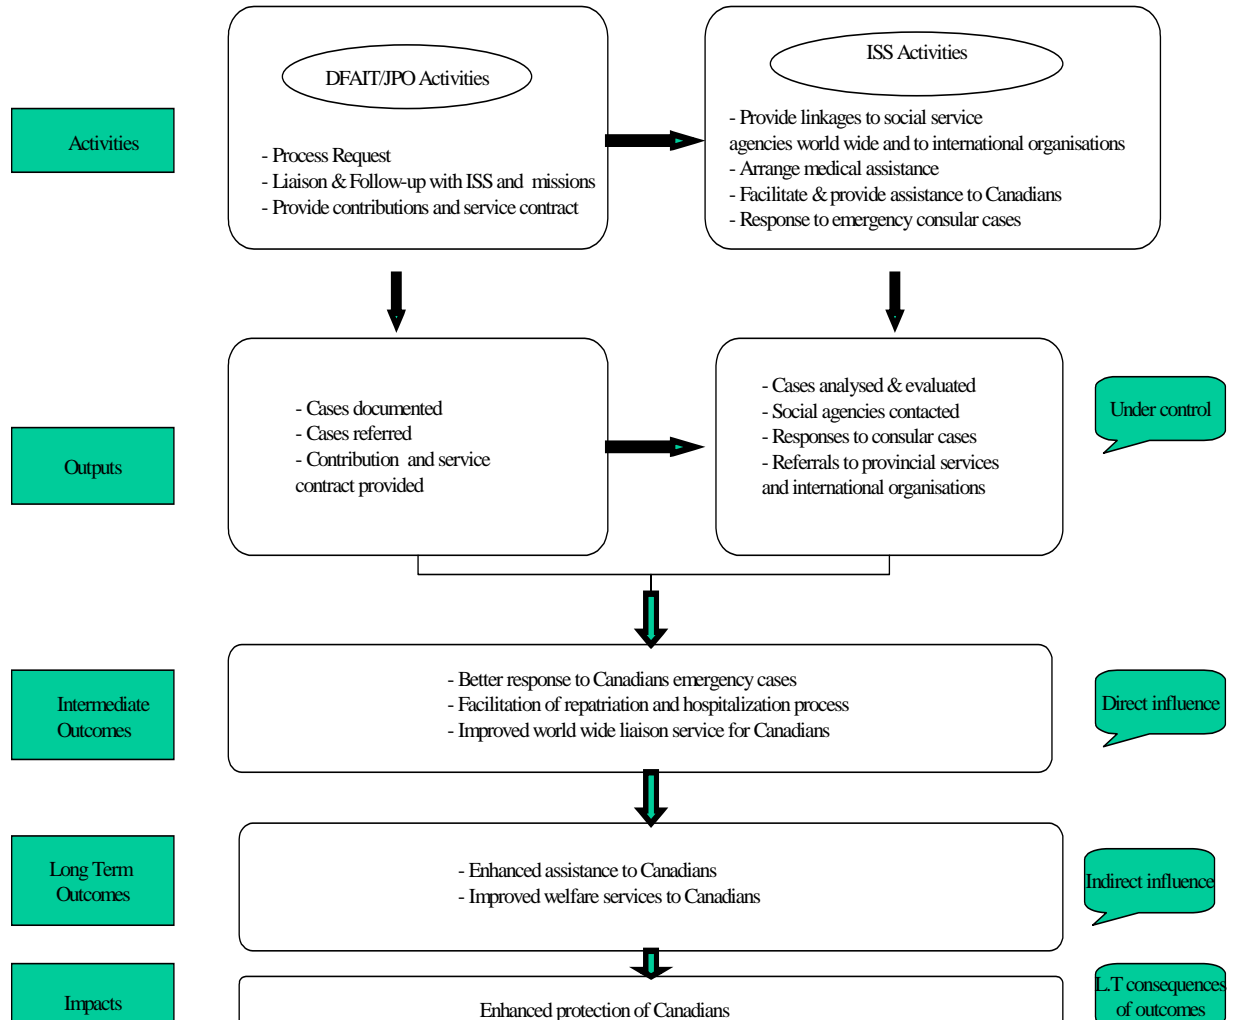 DFAIT/JPO Activities
- Process Request
- Liaison & Follow-up with ISS and missions
- Provide contributions and service contract
ISS Activities
- Provide linkages to social service
agencies world wide and to international organisations
- Arrange medical assistance
- Facilitate & provide assistance to Canadians
- Response to emergency consular cases
Activities
Outputs
- Cases documented
- Cases referred
- Contribution and service
contract provided
- Cases analysed & evaluated
- Social agencies contacted
- Responses to consular cases
- Referrals to provincial services
and international organisations
Under control
Intermediate
Outcomes
- Better response to Canadians emergency cases
- Facilitation of repatriation and hospitalization process
- Improved world wide liaison service for Canadians
Direct influence
Long Term
Outcomes
- Enhanced assistance to Canadians
- Improved welfare services to Canadians
Indirect influence
Impacts
Enhanced protection of Canadians
L.T consequences
of outcomes